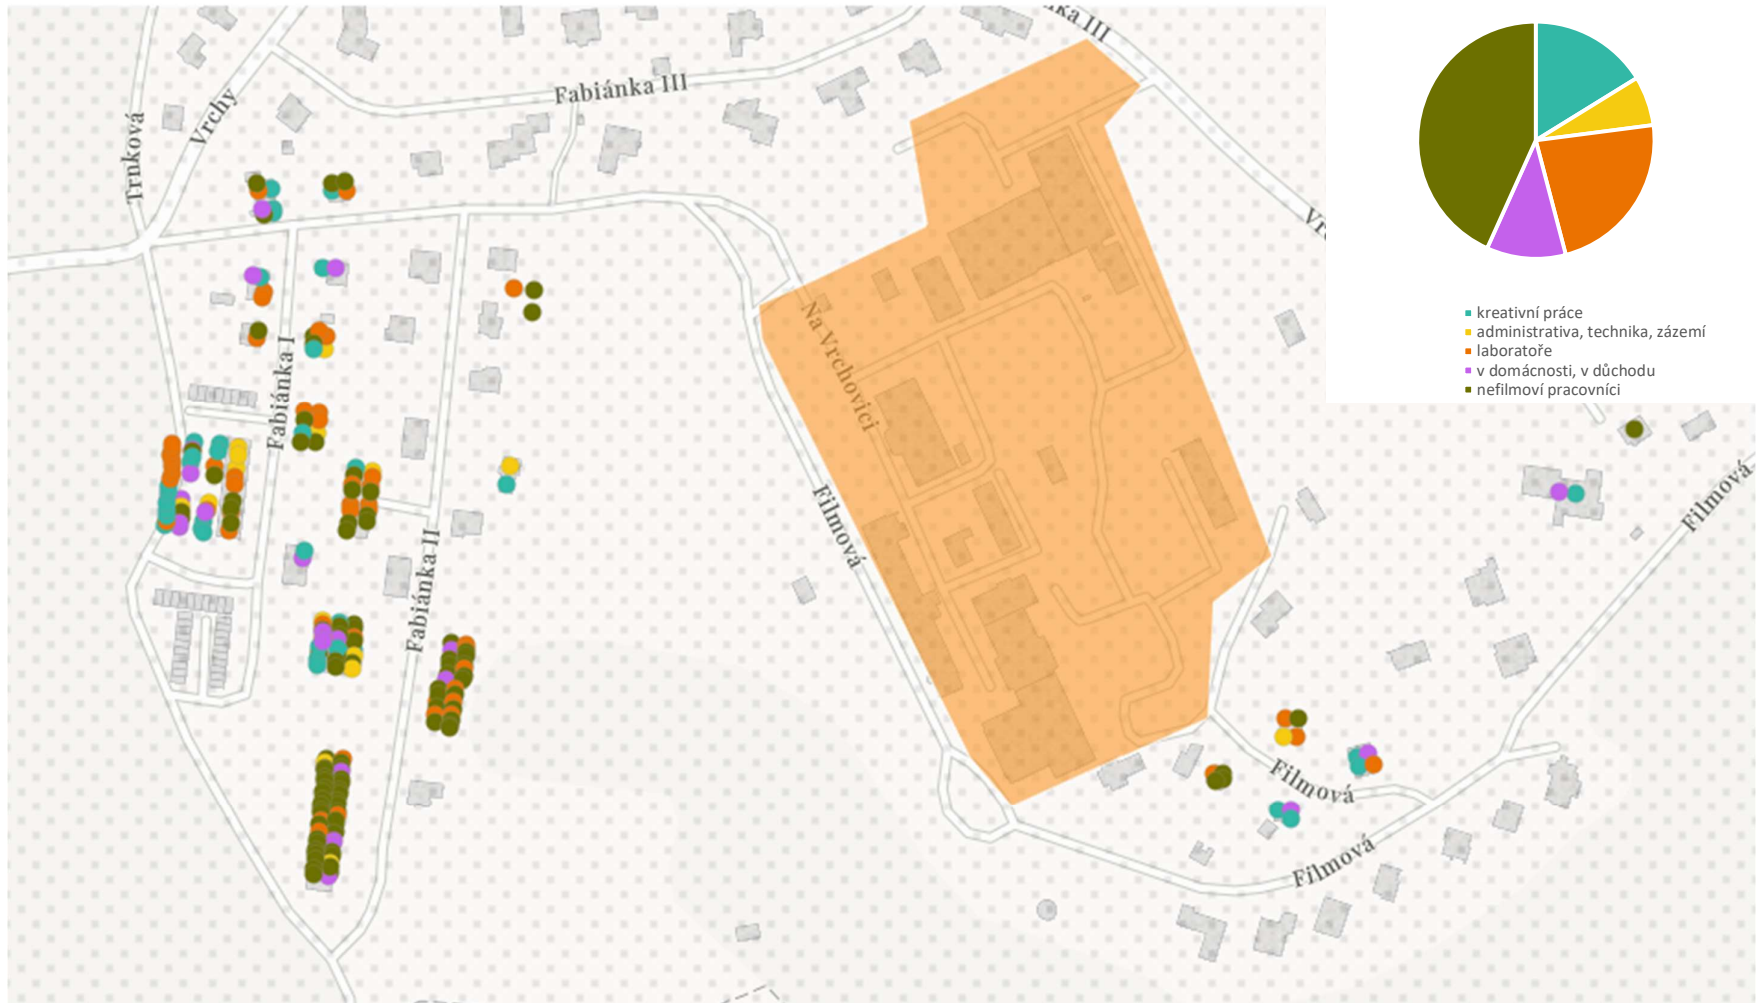 Fabiánka III
Vrchy
Trnková
Fabiánka I
Fabiánka II
Na Vrchovici
Filmová
Filmová
Filmová
Filmová
kreativní práce
administrativa, technika, zázemí
laboratoře
v domácnosti, v důchodu
nefilmoví pracovníci